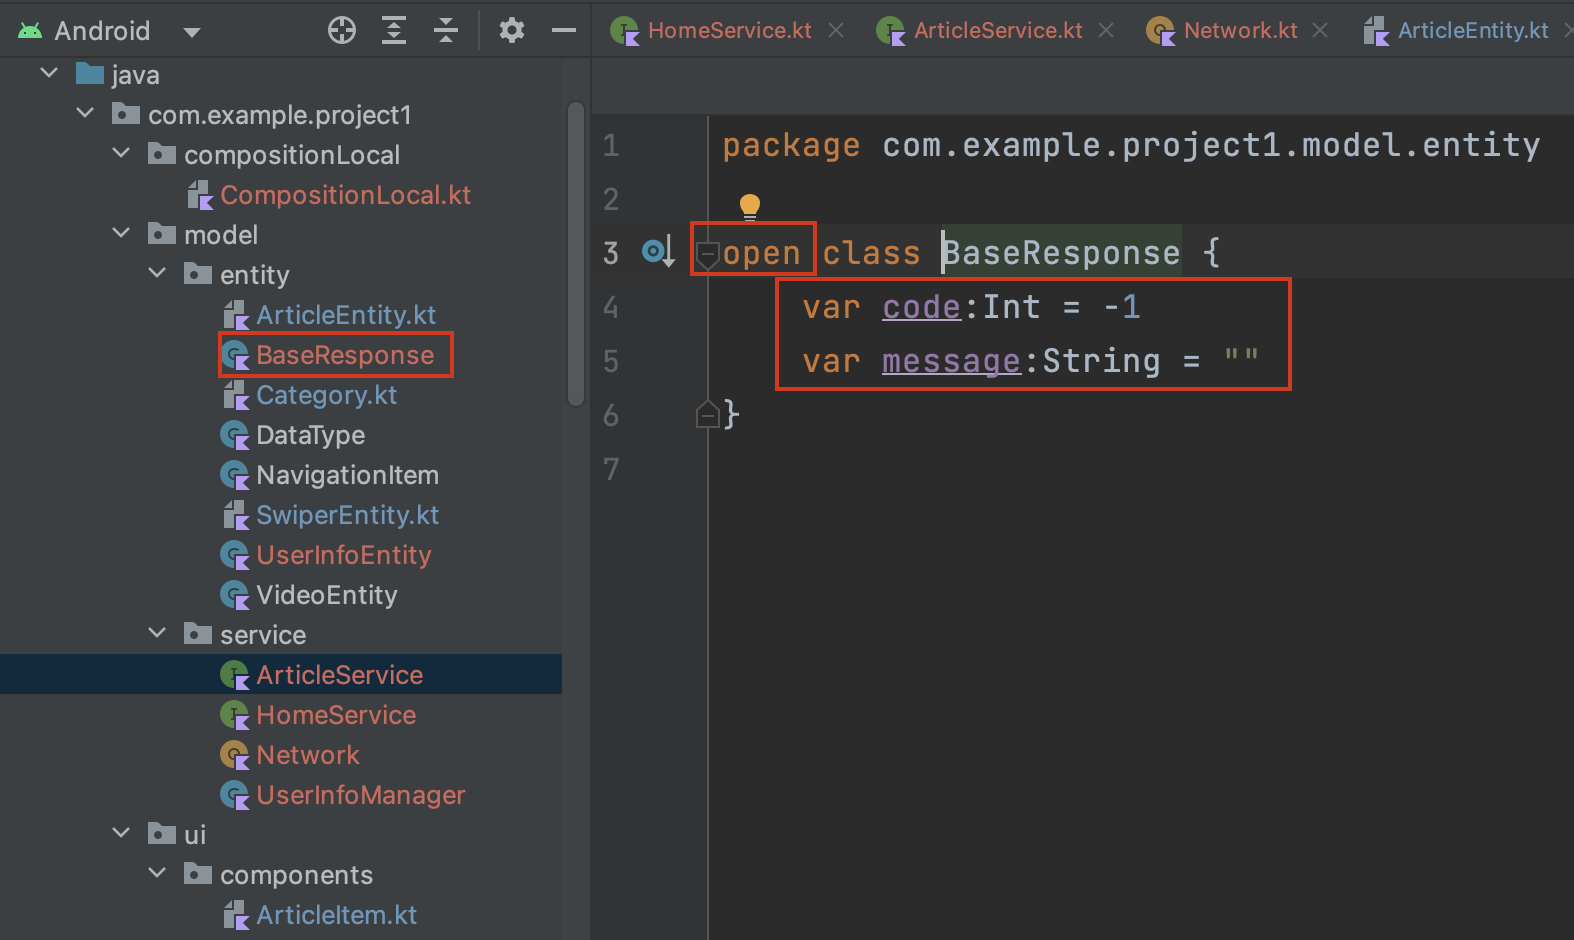 Android
HomeService.kt
ArticleService.kt
Network.kt
ArticleEntity.kt
java
com.example.project1
compositionLocal
CompositionLocal.kt
model
entity
ArticleEntity.kt
BaseResponse
Category.kt
DataType
NavigationItem
SwiperEntity.kt
UserInfoEntity
VideoEntity
service
ArticleService
HomeService
Network
UserInfoManager
ui
components
ArticleItem.kt
1 package com.example.project1.model.entity
2
3 open class BaseResponse {
4 var code:Int = -1
5 var message:String = ""
6 }
7